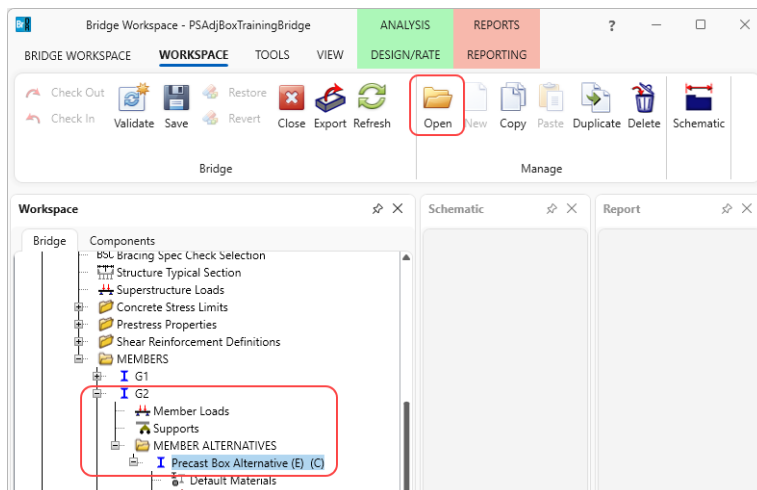 Br Bridge Workspace - PSAdjBoxTrainingBridge ANALYSIS REPORTS ?
BRIDGE WORKSPACE WORKSPACE TOOLS VIEW DESIGN/RATE REPORTING
Check Out
Check In
Validate Save
Restore
Revert
Close Export Refresh
Open New Copy Paste Duplicate Delete Schematic
Bridge Manage
Workspace Schematic Report
Bridge Components
BSC Bracing Spec Check Selection
Structure Typical Section
Superstructure Loads
Concrete Stress Limits
Prestress Properties
Shear Reinforcement Definitions
MEMBERS
G1
G2
Member Loads
Supports
MEMBER ALTERNATIVES
Precast Box Alternative (E) (C)
Default Materials